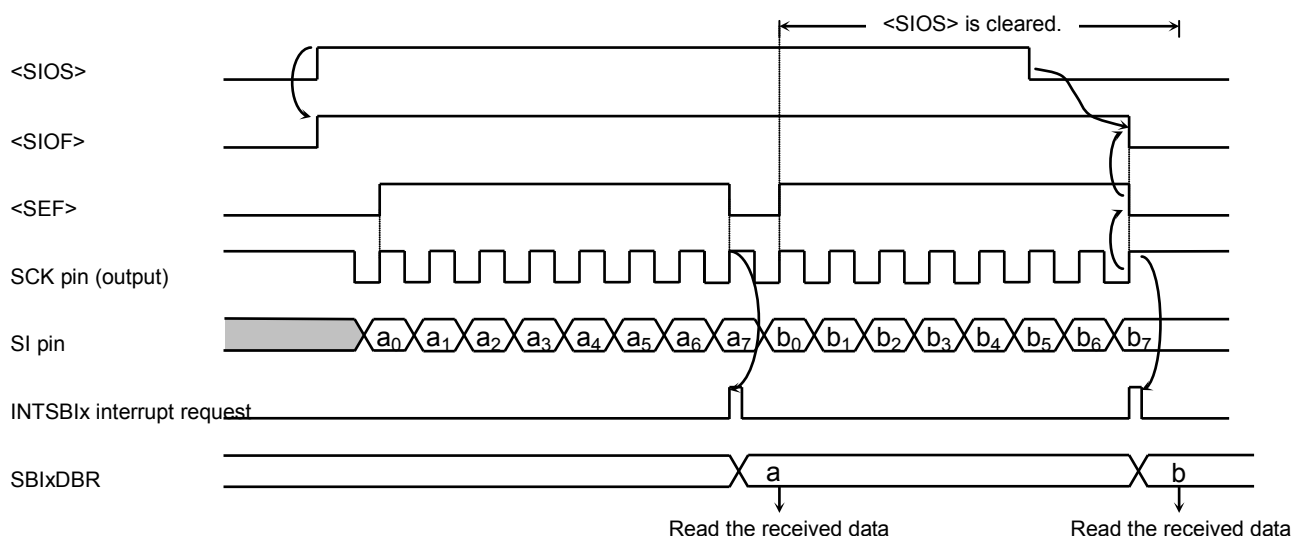 <SIOS> is cleared.
<SIOS>
<SIOF>
<SEF>
SCK pin (output)
SI pin
a0 a1 a2 a3 a4 a5 a6 a7 b0 b1 b2 b3 b4 b5 b6 b7
INTSBIx interrupt request
SBIxDBR
a b
Read the received data Read the received data